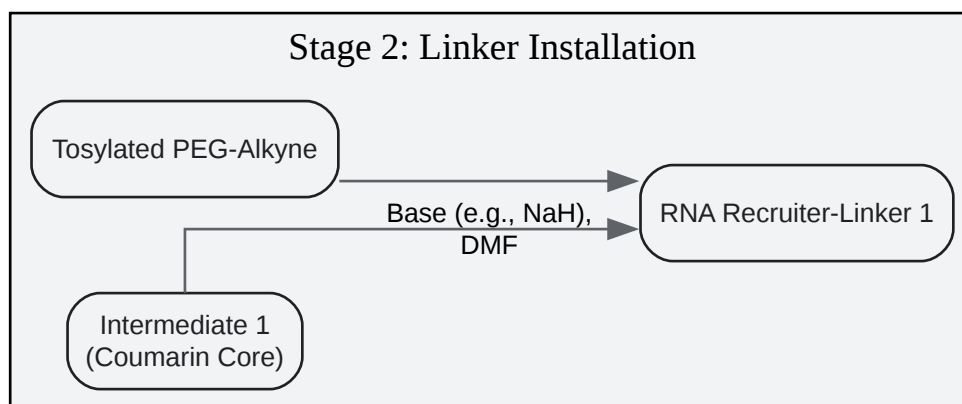 Stage 2: Linker Installation
Tosylated PEG-Alkyne
Base (e.g., NaH),
DMF
RNA Recruiter-Linker 1
Intermediate 1
(Coumarin Core)